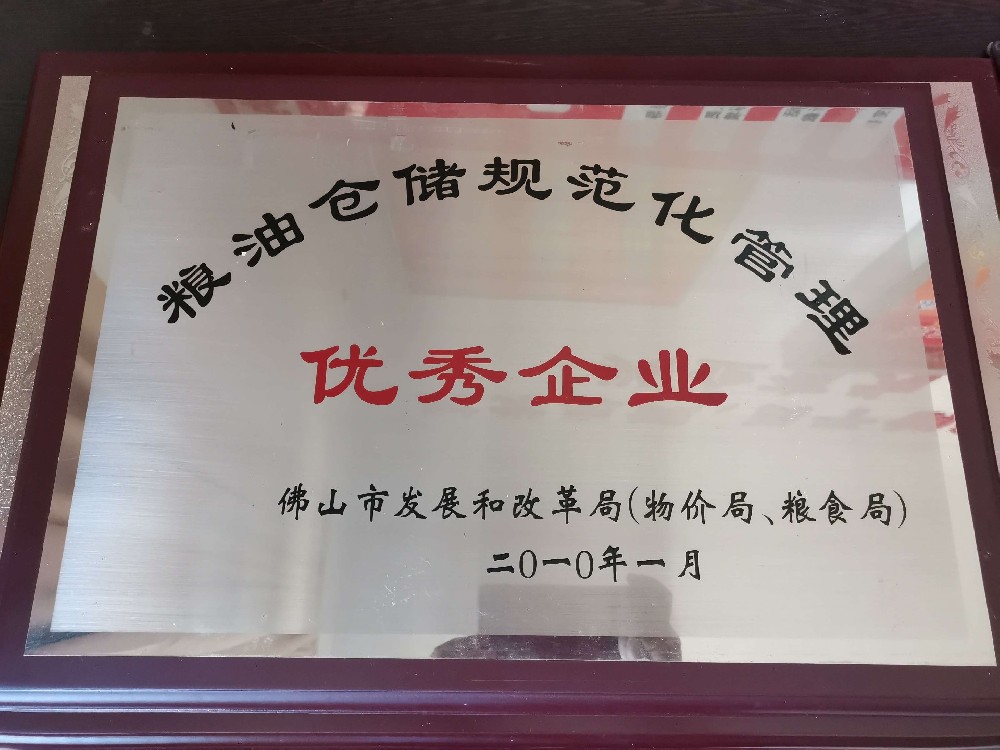 粮油仓储规范化管理
优秀企业
佛山市发展和改革局(物价局、粮食局)
二0一0年一月